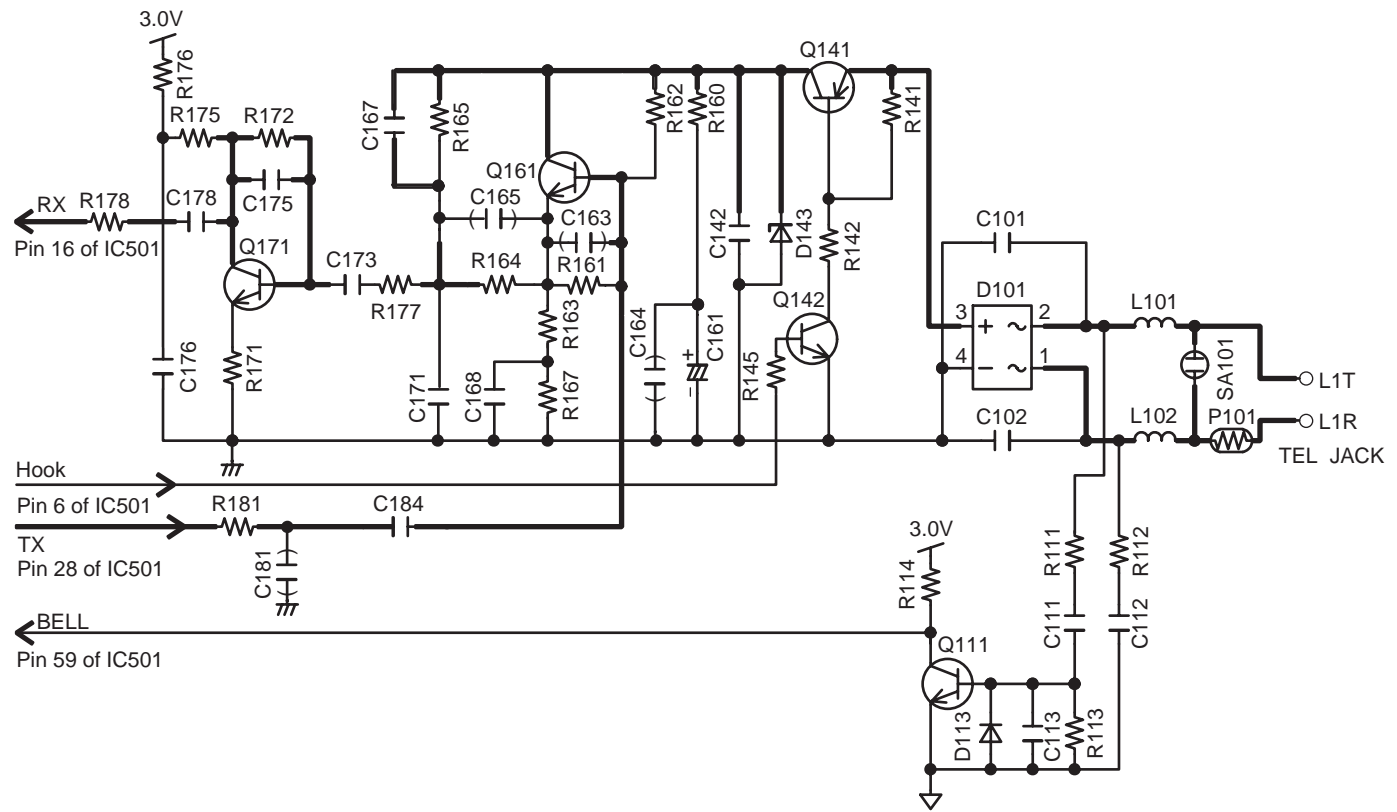 3.0V
R176
R175
R172
C175
RX
R178
C178
Pin 16 of IC501
Q171
C176
R171
C173
R177
C167
R165
Q161
C165
C163
R164
R161
R163
R167
C171
C168
R162
R160
C164
+
C161
–
C142
D143
Q141
R141
R142
Q142
R145
C101
D101
3 + ~ 2
4 – ~ 1
C102
L101
L102
SA101
P101
L1T
L1R
TEL JACK
Hook
Pin 6 of IC501
R181
C184
TX
Pin 28 of IC501
C181
BELL
Pin 59 of IC501
3.0V
R114
Q111
D113
C113
R113
R111
C111
R112
C112